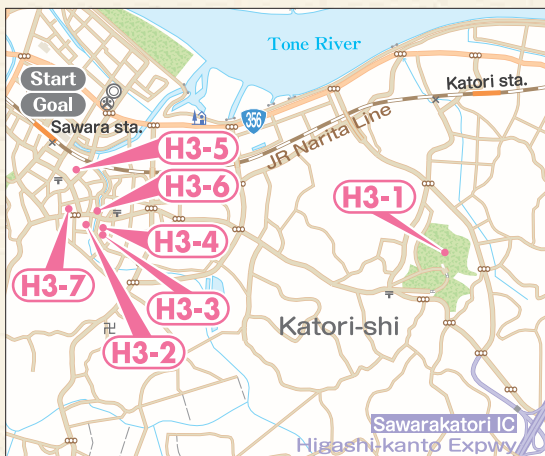 Tone River
Start
Goal
Katori sta.
356
Sawara sta.
JR Narita Line
H3-5
H3-6
H3-1
H3-4
H3-7
H3-3
Katori-shi
H3-2
Sawarakatori IC
Higashi-kanto Expwy